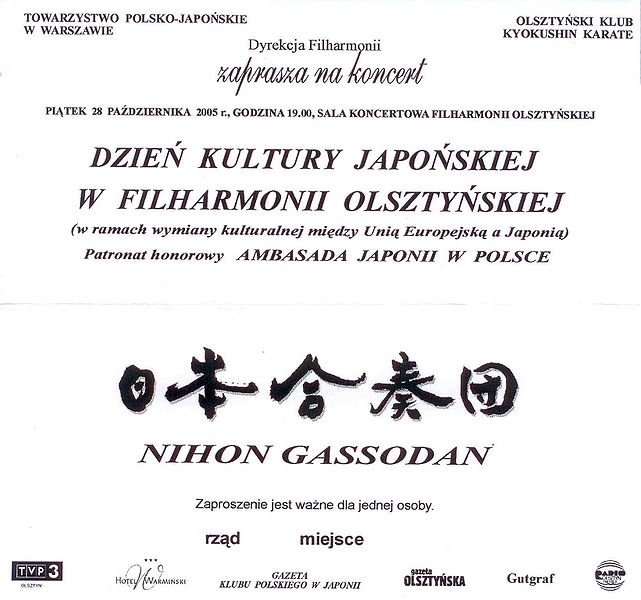 TOWARZYSTWO POLSKO-JAPOŃSKIE
W WARSZAWIE
OLSZTYŃSKI KLUB
KYOKUSHIN KARATE
Dyrekcja Filharmonii
zaprasza na koncert
PIĄTEK 28 PAŹDZIERNIKA 2005 r., GODZINA 19.00, SALA KONCERTOWA FILHARMONII OLSZTYŃSKIEJ
DZIEŃ KULTURY JAPOŃSKIEJ
W FILHARMONII OLSZTYŃSKIEJ
(w ramach wymiany kulturalnej między Unią Europejską a Japonią)
Patronat honorowy AMBASADA JAPONII W POLSCE
日本合奏団
NIHON GASSODAN
Zaproszenie jest ważne dla jednej osoby.
rząd miejsce
TVP3
OLSZTYN
HOTEL WARMIŃSKI
GAZETA
KLUBU POLSKIEGO W JAPONII
gazeta
OLSZTYŃSKA
Gutgraf
RADIO